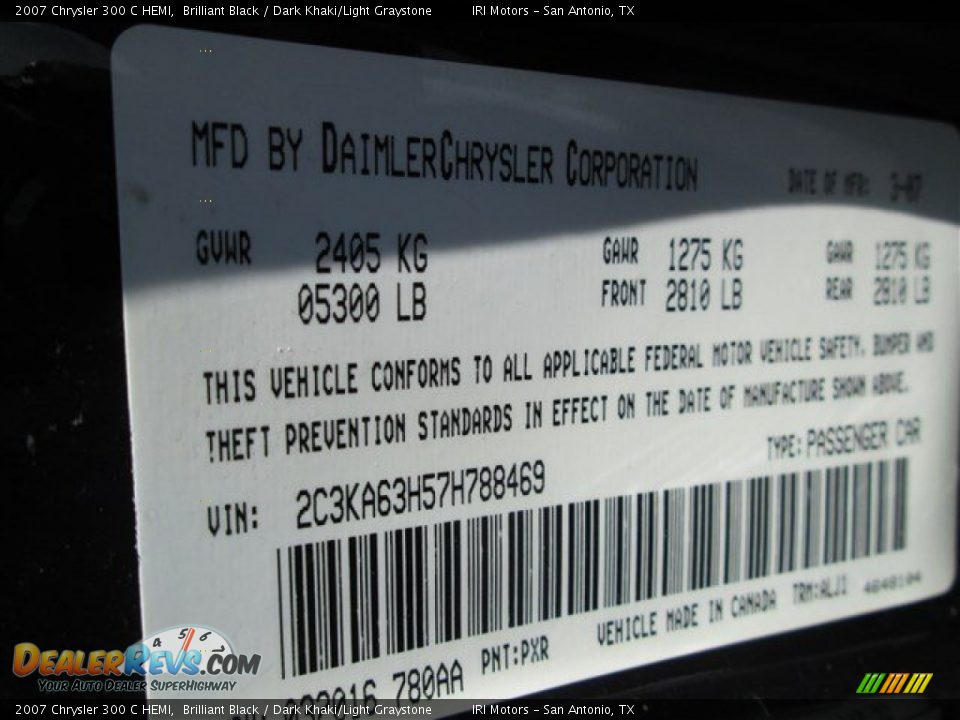 2007 Chrysler 300 C HEMI,  Brilliant Black / Dark Khaki/Light Graystone    IRI Motors - San Antonio, TX
MFD BY DAIMLERCHRYSLER CORPORATION    DATE OF MFR: 3-07
GVWR    2405 KG    GAWR    1275 KG    GAWR    1275 KG
05300 LB    FRONT    2810 LB    REAR    2810 LB
THIS VEHICLE CONFORMS TO ALL APPLICABLE FEDERAL MOTOR VEHICLE SAFETY, BUMPER AND
THEFT PREVENTION STANDARDS IN EFFECT ON THE DATE OF MANUFACTURE SHOWN ABOVE.
VIN: 2C3KA63H57H788469    TYPE: PASSENGER CAR
VEHICLE MADE IN CANADA    TRM:ALJ1
780AA    PNT:PXR
4 5 6
DEALERREVS.COM
YOUR AUTO DEALER SUPERHIGHWAY
2007 Chrysler 300 C HEMI,  Brilliant Black / Dark Khaki/Light Graystone    IRI Motors - San Antonio, TX